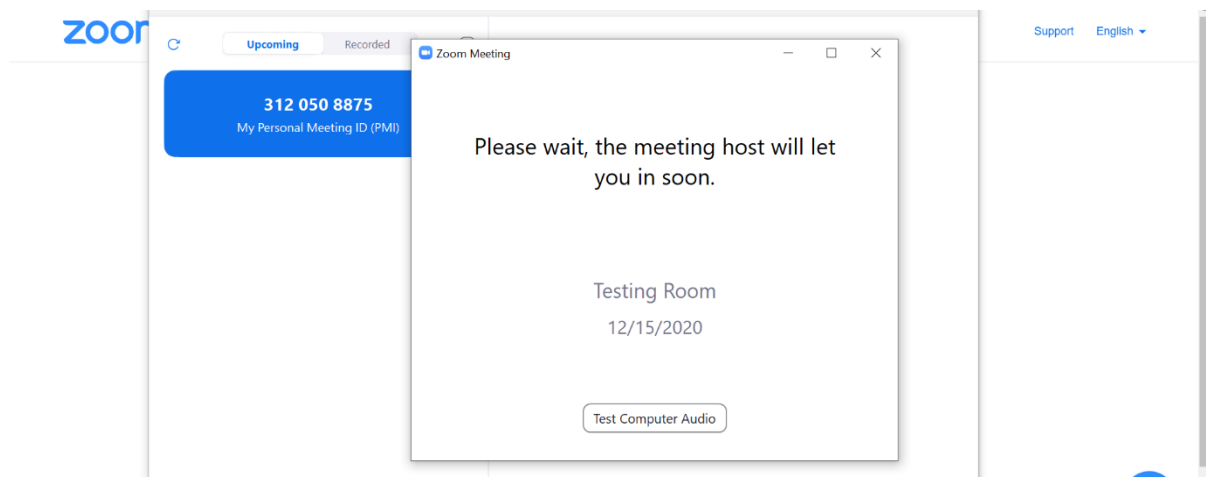 Support English
Upcoming Recorded
Zoom Meeting
312 050 8875
My Personal Meeting ID (PMI)
Please wait, the meeting host will let
you in soon.
Testing Room
12/15/2020
Test Computer Audio